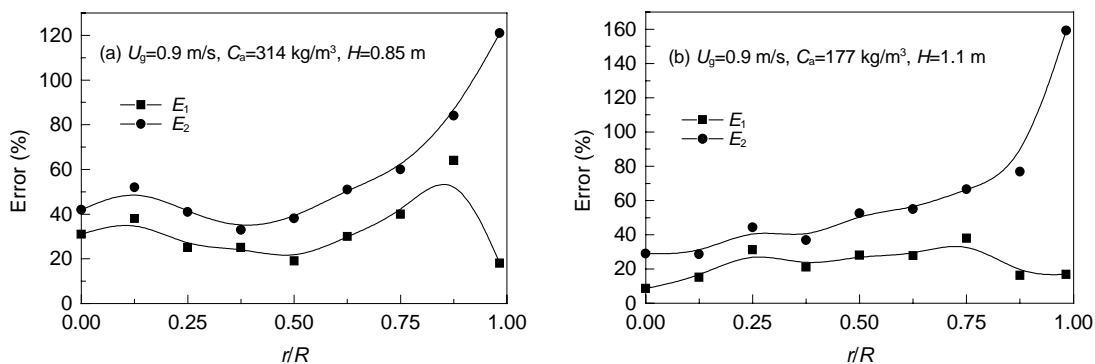 (a) Ug=0.9 m/s, Ca=314 kg/m³, H=0.85 m
E₁
E₂
Error (%)
120
100
80
60
40
20
0
0.00 0.25 0.50 0.75 1.00
r/R
(b) Ug=0.9 m/s, Ca=177 kg/m³, H=1.1 m
E₁
E₂
Error (%)
160
140
120
100
80
60
40
20
0
0.00 0.25 0.50 0.75 1.00
r/R